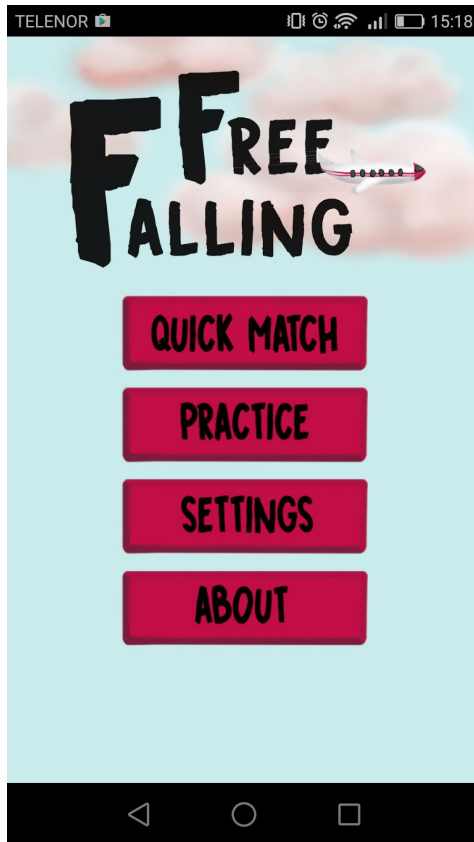 TELENOR 15:18
FREE
FALLING
QUICK MATCH
PRACTICE
SETTINGS
ABOUT